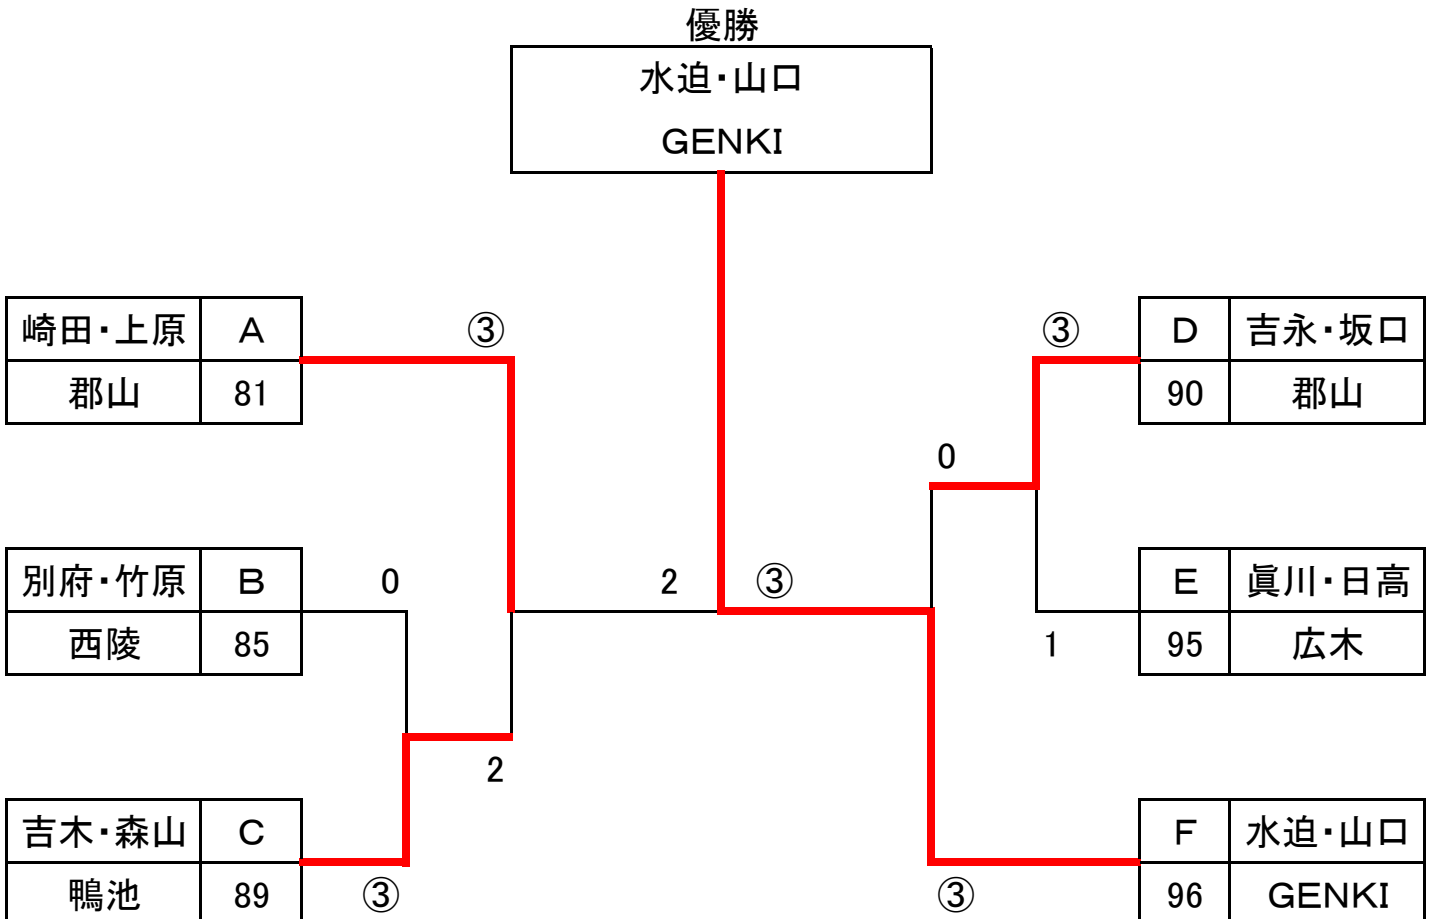 優勝
水迫・山口
GENKI
崎田・上原 A ③ ③ D 吉永・坂口
郡山 81 90 郡山
0
別府・竹原 B 0 2 ③ E 眞川・日高
西陵 85 1 95 広木
2
吉木・森山 C F 水迫・山口
鴨池 89 ③ ③ 96 GENKI